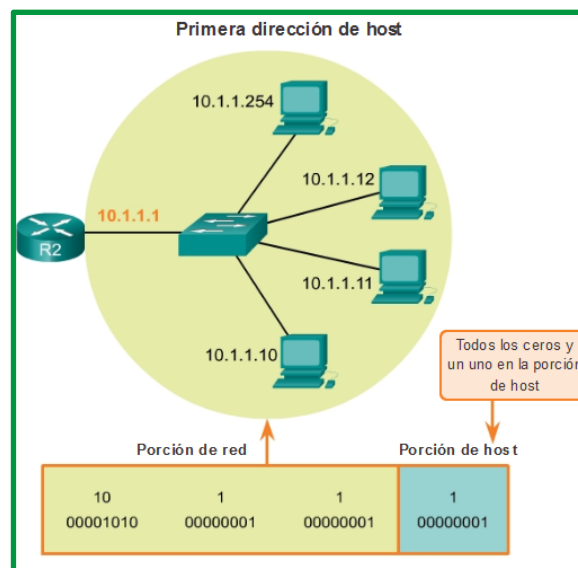 Primera dirección de host
10.1.1.254
10.1.1.12
10.1.1.1
R2
10.1.1.11
10.1.1.10
Todos los ceros y
un uno en la porción
de host
Porción de red
Porción de host
10 1 1 1
00001010 00000001 00000001 00000001